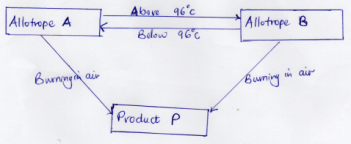 Above 96°c
Allotrope A
Allotrope B
Below 96°c
Burning in air
Burning in air
Product P